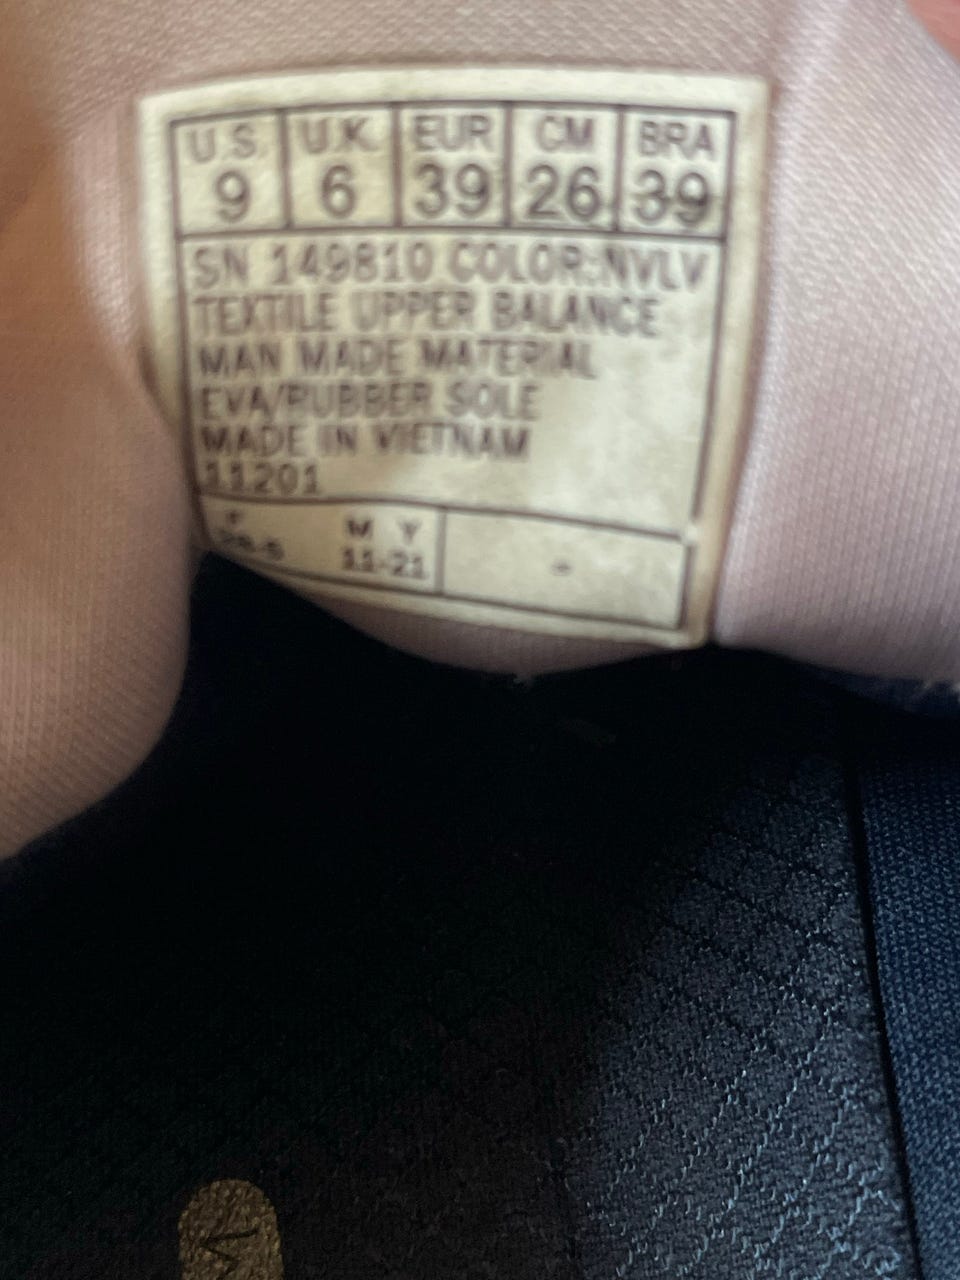 U.S. U.K. EUR CM BRA
9 6 39 26 39
SN 149810 COLOR:NVLV
TEXTILE UPPER BALANCE
MAN MADE MATERIAL
EVA/RUBBER SOLE
MADE IN VIETNAM
11201
F M Y
11-21 -